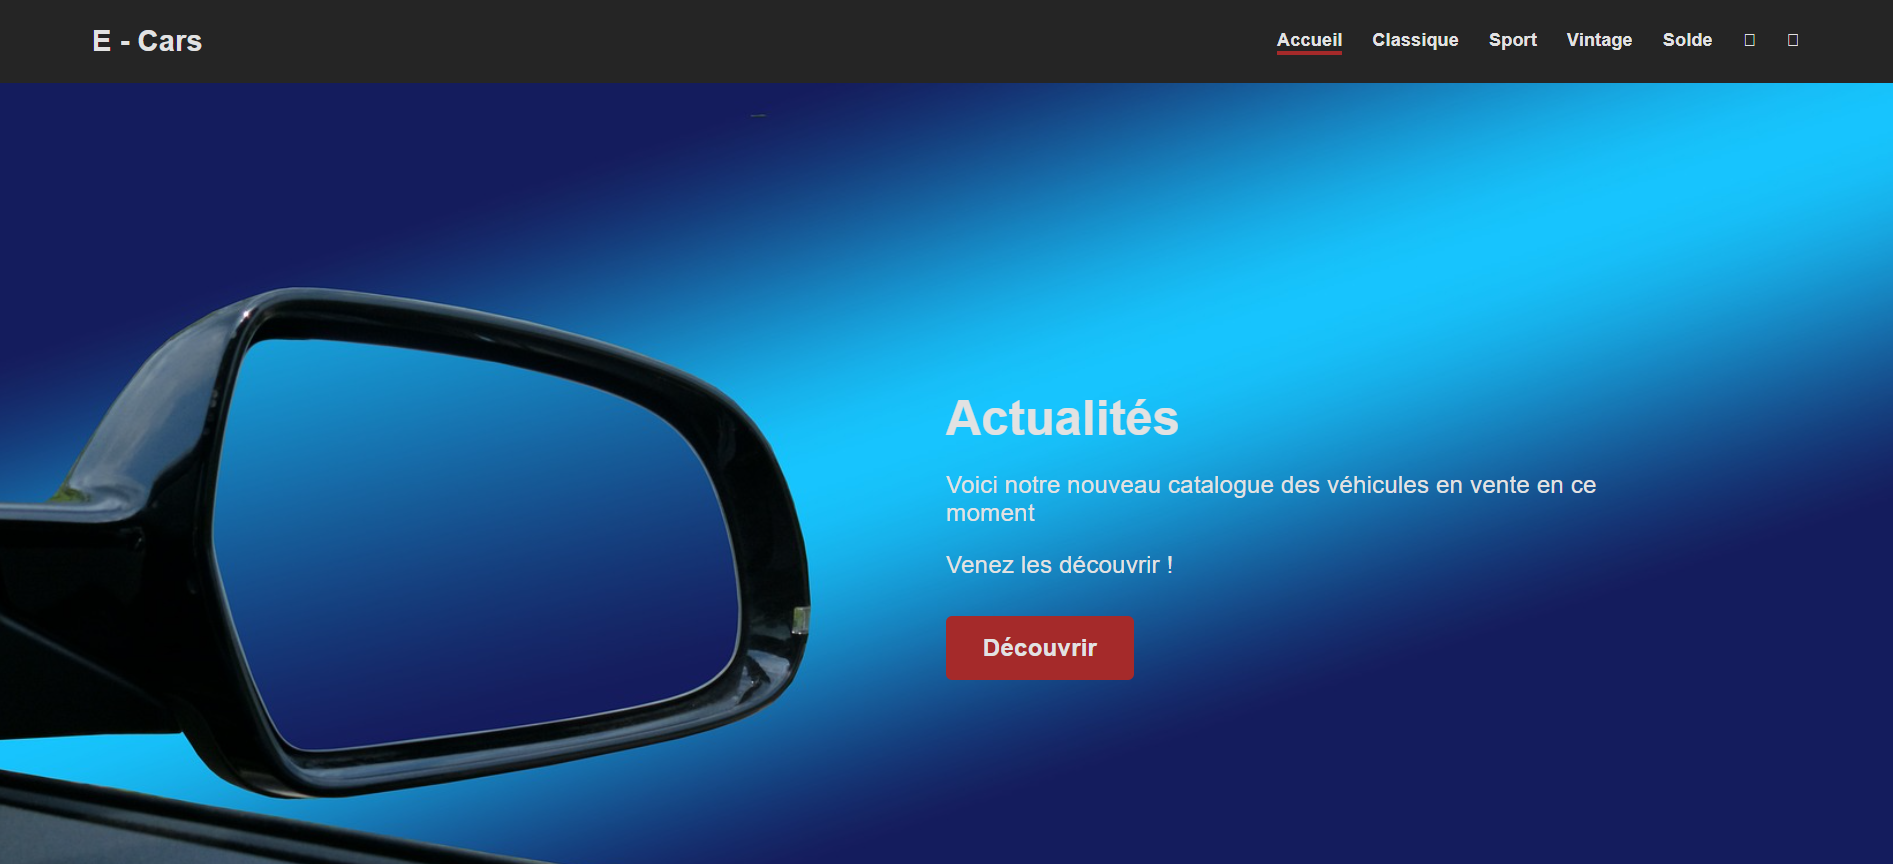 E - Cars
Accueil Classique Sport Vintage Solde
Actualités
Voici notre nouveau catalogue des véhicules en vente en ce
moment
Venez les découvrir !
Découvrir